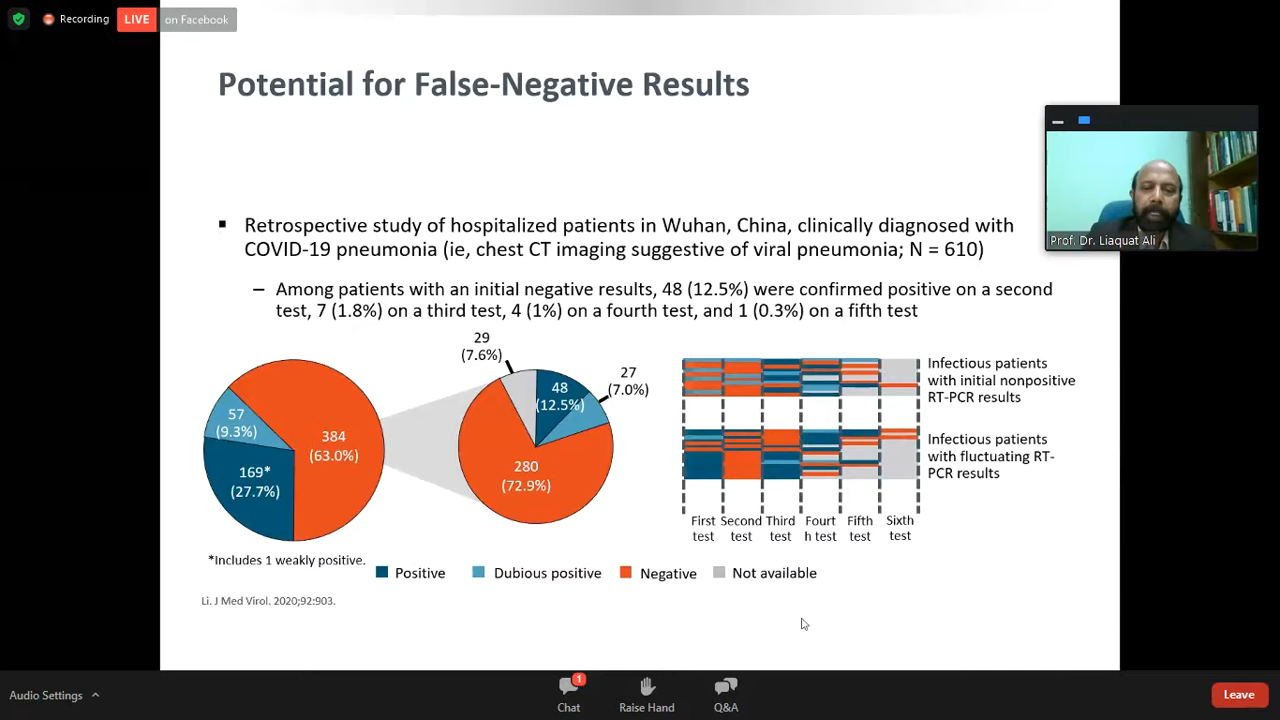 Recording
LIVE
on Facebook
Potential for False-Negative Results
Prof. Dr. Liaquat Ali
▪ Retrospective study of hospitalized patients in Wuhan, China, clinically diagnosed with
COVID-19 pneumonia (ie, chest CT imaging suggestive of viral pneumonia; N = 610)
– Among patients with an initial negative results, 48 (12.5%) were confirmed positive on a second
test, 7 (1.8%) on a third test, 4 (1%) on a fourth test, and 1 (0.3%) on a fifth test
57
(9.3%)
384
(63.0%)
169*
(27.7%)
29
(7.6%)
48
(12.5%)
27
(7.0%)
280
(72.9%)
Infectious patients
with initial nonpositive
RT-PCR results
Infectious patients
with fluctuating RT-
PCR results
First
test
Second
test
Third
test
Fourt
h test
Fifth
test
Sixth
test
*Includes 1 weakly positive.
Positive
Dubious positive
Negative
Not available
Li. J Med Virol. 2020;92:903.
Audio Settings
1
Chat
Raise Hand
Q&A
Leave